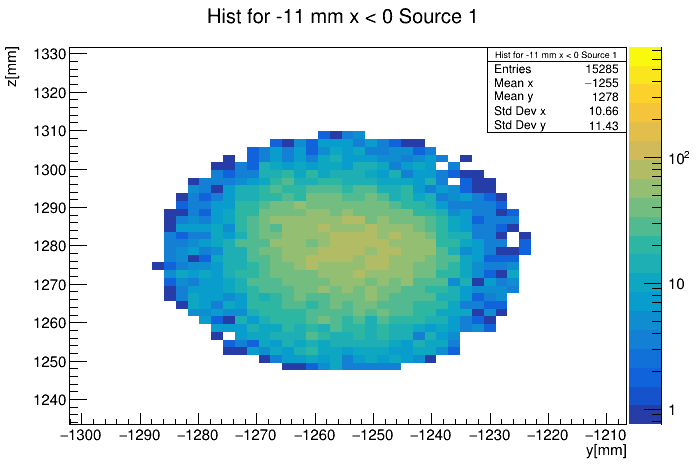 Hist for -11 mm x < 0 Source 1
z[mm]
1330
1320
1310
1300
1290
1280
1270
1260
1250
1240
Hist for -11 mm x < 0 Source 1
Entries 15285
Mean x −1255
Mean y 1278
Std Dev x 10.66
Std Dev y 11.43
10²
10
1
−1300 −1290 −1280 −1270 −1260 −1250 −1240 −1230 −1220 −1210
y[mm]